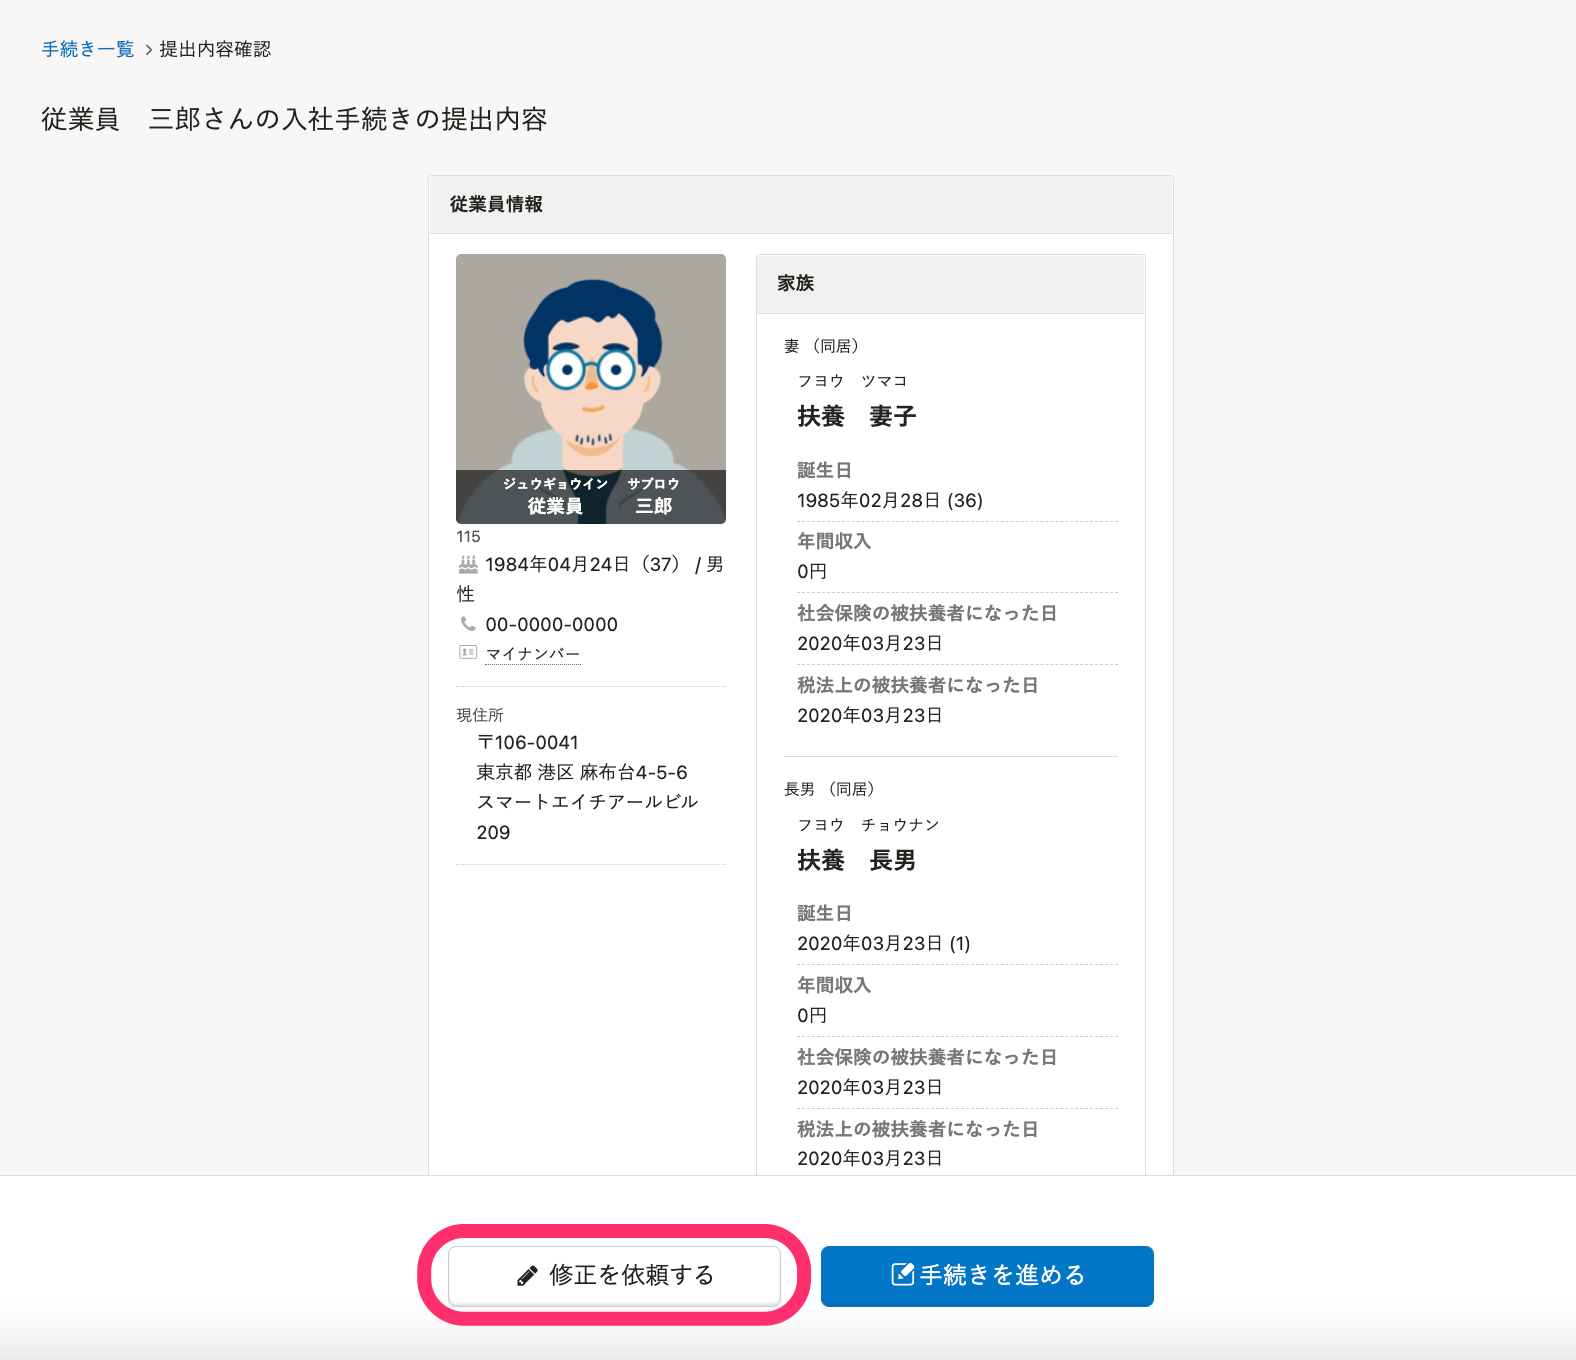 手続き一覧 > 提出内容確認
従業員　三郎さんの入社手続きの提出内容
従業員情報
ジュウギョウイン　サブロウ
従業員　三郎
115
1984年04月24日（37） / 男
性
00-0000-0000
マイナンバー
現住所
〒106-0041
東京都 港区 麻布台4-5-6
スマートエイチアールビル
209
家族
妻 （同居）
フヨウ　ツマコ
扶養　妻子
誕生日
1985年02月28日 (36)
年間収入
0円
社会保険の被扶養者になった日
2020年03月23日
税法上の被扶養者になった日
2020年03月23日
長男 （同居）
フヨウ　チョウナン
扶養　長男
誕生日
2020年03月23日 (1)
年間収入
0円
社会保険の被扶養者になった日
2020年03月23日
税法上の被扶養者になった日
2020年03月23日
修正を依頼する
手続きを進める